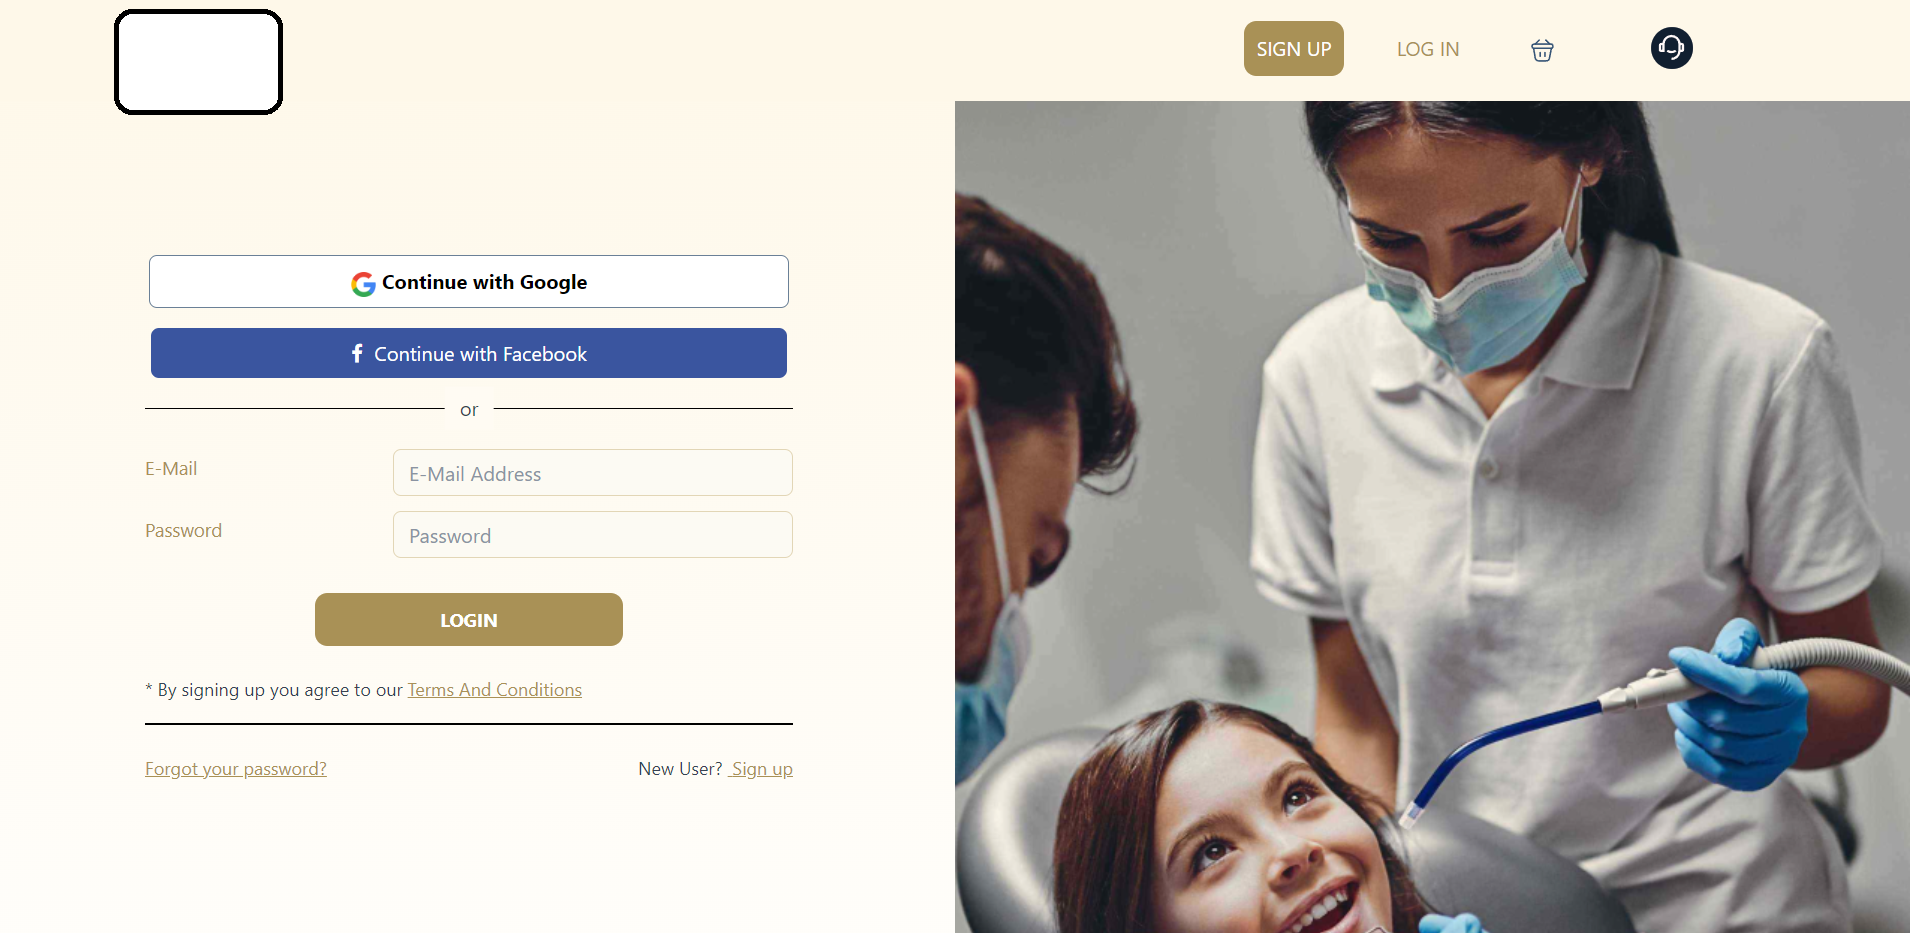 SIGN UP
LOG IN
Continue with Google
Continue with Facebook
or
E-Mail
E-Mail Address
Password
Password
LOGIN
* By signing up you agree to our Terms And Conditions
Forgot your password?
New User? Sign up